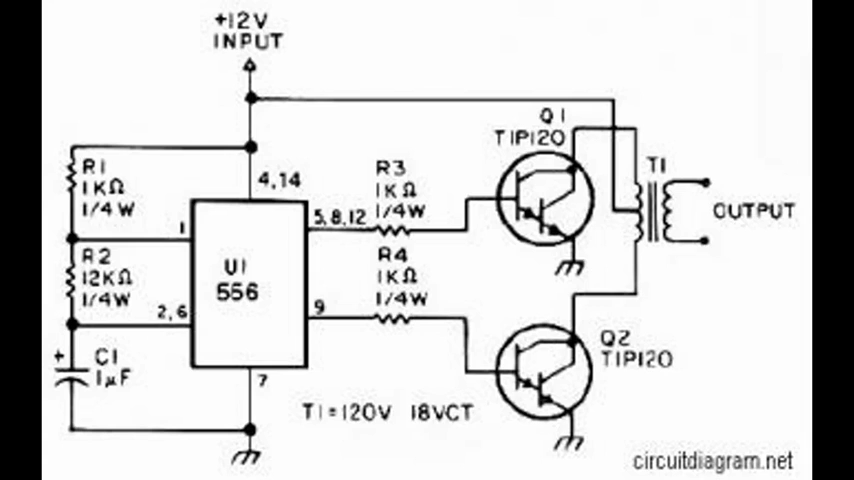 +12V
INPUT
Q1
TIP120
R1
1KΩ
1/4W
4,14
R3
1KΩ
1/4W
T1
1
5,8,12
OUTPUT
R2
12KΩ
1/4W
U1
556
R4
1KΩ
1/4W
2,6
9
Q2
TIP120
+
C1
1μF
7
T1=120V 18VCT
circuitdiagram.net